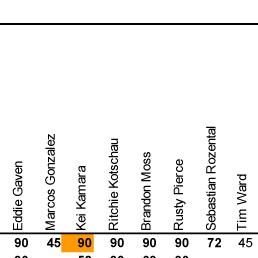 Eddie Gaven
Marcos Gonzalez
Kei Kamara
Ritchie Kotschau
Brandon Moss
Rusty Pierce
Sebastian Rozental
Tim Ward
90 45 90 90 90 90 72 45